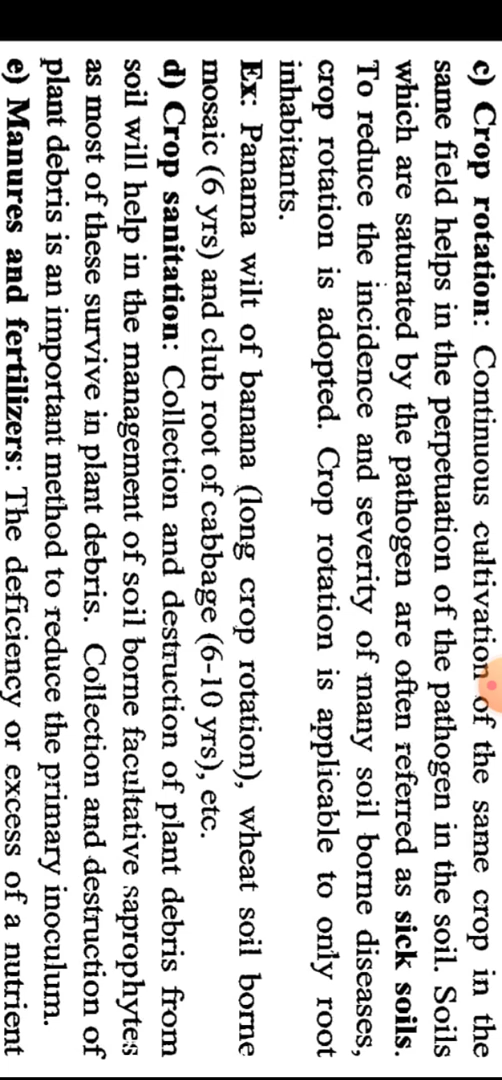 c) Crop rotation: Continuous cultivation of the same crop in the
same field helps in the perpetuation of the pathogen in the soil. Soils
which are saturated by the pathogen are often referred as sick soils.
To reduce the incidence and severity of many soil borne diseases,
crop rotation is adopted. Crop rotation is applicable to only root
inhabitants.
Ex: Panama wilt of banana (long crop rotation), wheat soil borne
mosaic (6 yrs) and club root of cabbage (6-10 yrs), etc.
d) Crop sanitation: Collection and destruction of plant debris from
soil will help in the management of soil borne facultative saprophytes
as most of these survive in plant debris. Collection and destruction of
plant debris is an important method to reduce the primary inoculum.
e) Manures and fertilizers: The deficiency or excess of a nutrient